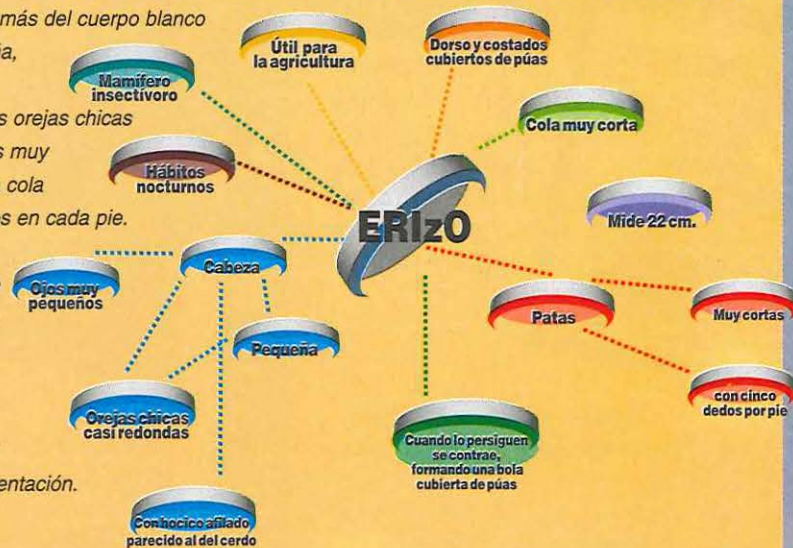 más del cuerpo blanco
orejas chicas
muy
cola
en cada pie.
Útil para
la agricultura
Dorso y costados
cubiertos de púas
Mamífero
insectívoro
Cola muy corta
Hábitos
nocturnos
ERIzO
Mide 22 cm.
Cabeza
Ojos muy
pequeños
Patas
Muy cortas
Pequeña
con cinco
dedos por pie
Orejas chicas
casi redondas
Cuando lo persiguen
se contrae,
formando una bola
cubierta de púas
Con hocico afilado
parecido al del cerdo